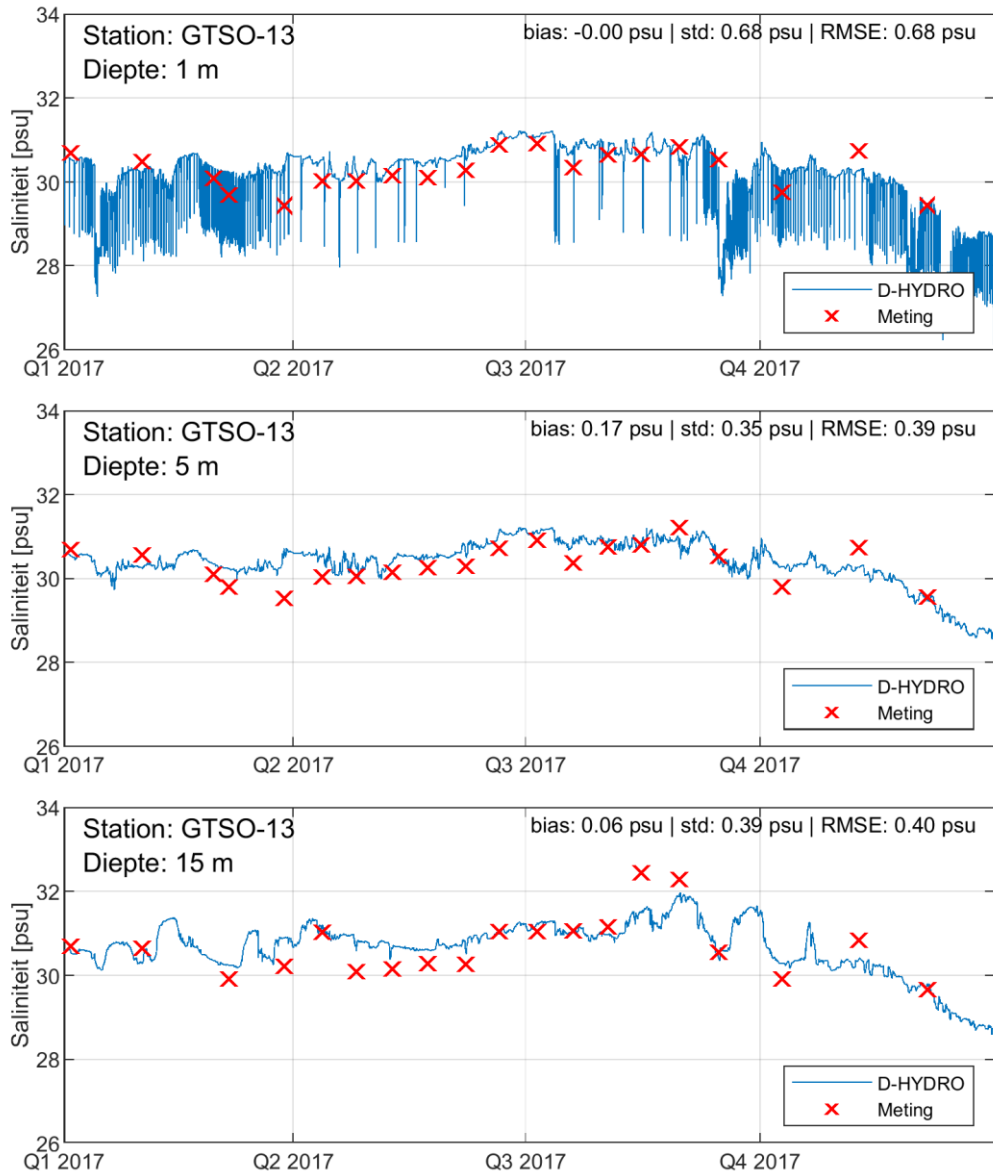 Station: GTSO-13
Diepte: 1 m
bias: -0.00 psu | std: 0.68 psu | RMSE: 0.68 psu
Saliniteit [psu]
34
32
30
28
26
D-HYDRO
Meting
Q1 2017
Q2 2017
Q3 2017
Q4 2017
Station: GTSO-13
Diepte: 5 m
bias: 0.17 psu | std: 0.35 psu | RMSE: 0.39 psu
Saliniteit [psu]
34
32
30
28
26
D-HYDRO
Meting
Q1 2017
Q2 2017
Q3 2017
Q4 2017
Station: GTSO-13
Diepte: 15 m
bias: 0.06 psu | std: 0.39 psu | RMSE: 0.40 psu
Saliniteit [psu]
34
32
30
28
26
D-HYDRO
Meting
Q1 2017
Q2 2017
Q3 2017
Q4 2017